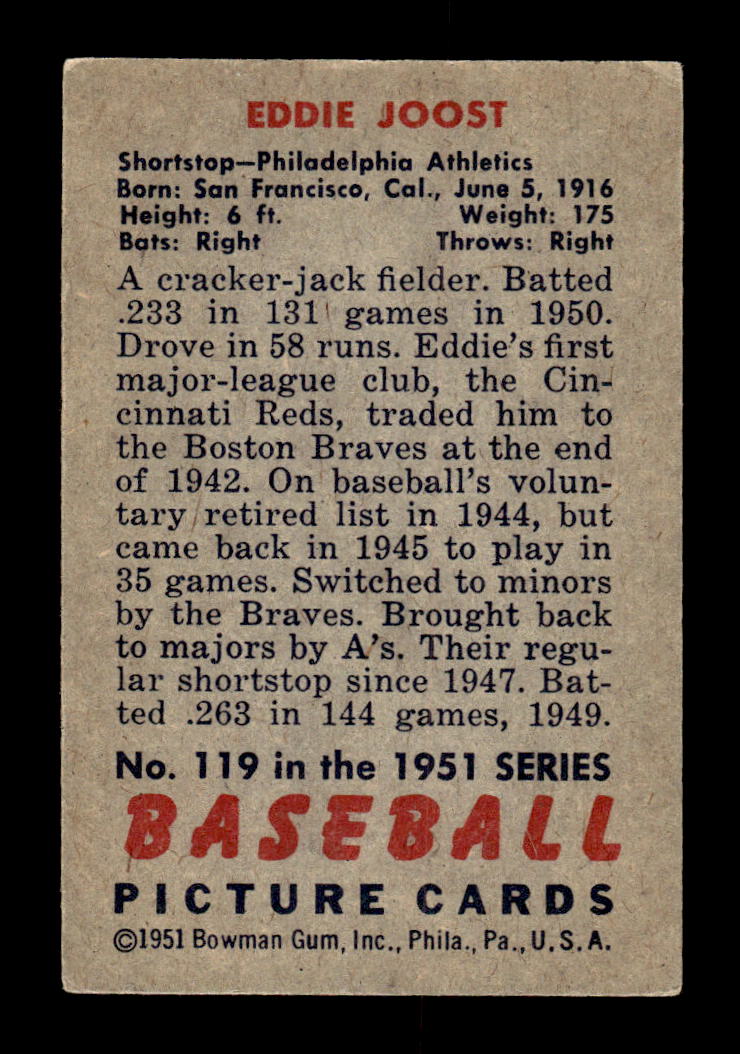 EDDIE JOOST
Shortstop—Philadelphia Athletics
Born: San Francisco, Cal., June 5, 1916
Height: 6 ft. Weight: 175
Bats: Right Throws: Right
A cracker-jack fielder. Batted
.233 in 131 games in 1950.
Drove in 58 runs. Eddie's first
major-league club, the Cin-
cinnati Reds, traded him to
the Boston Braves at the end
of 1942. On baseball's volun-
tary retired list in 1944, but
came back in 1945 to play in
35 games. Switched to minors
by the Braves. Brought back
to majors by A's. Their regu-
lar shortstop since 1947. Bat-
ted .263 in 144 games, 1949.
No. 119 in the 1951 SERIES
BASEBALL
PICTURE CARDS
©1951 Bowman Gum, Inc., Phila., Pa., U.S.A.